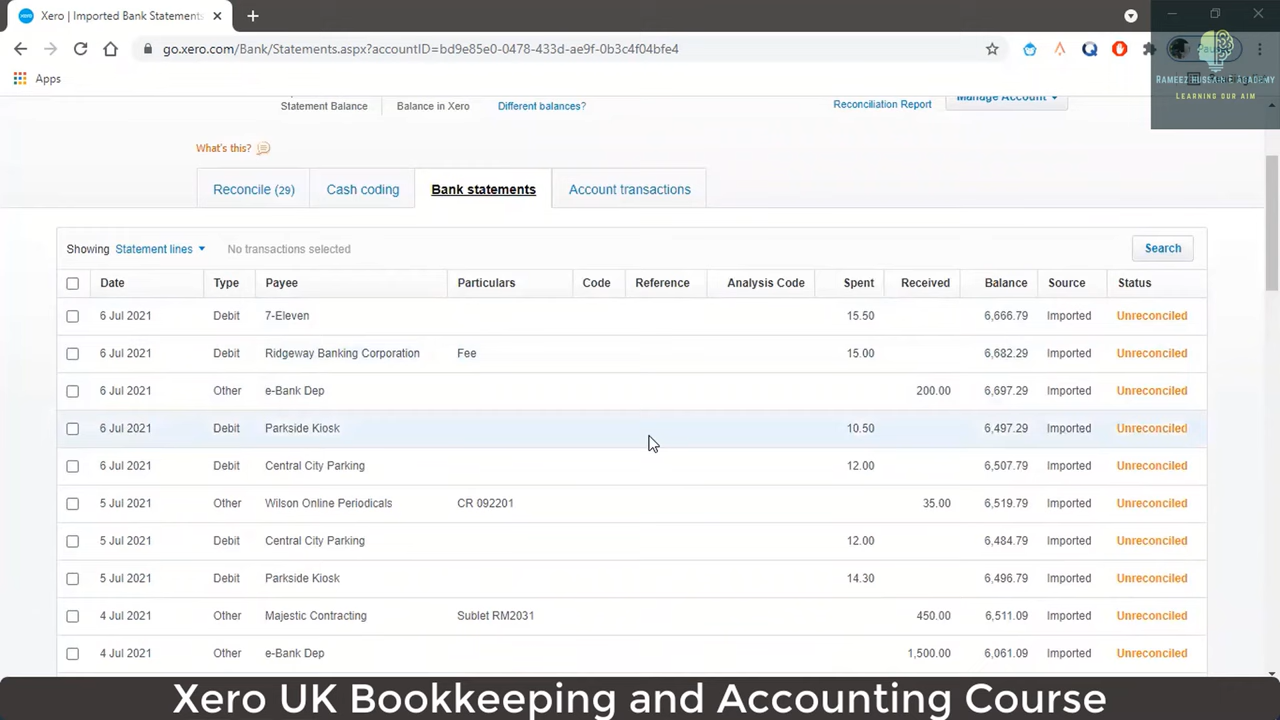 Xero | Imported Bank Statements
go.xero.com/Bank/Statements.aspx?accountID=bd9e85e0-0478-433d-ae9f-0b3c4f04bfe4
Apps
RAMEEZ HUSSAIN E ACADEMY
LEARNING OUR AIM
Statement Balance Balance in Xero Different balances? Reconciliation Report Manage Account
What's this?
Reconcile (29) Cash coding Bank statements Account transactions
Showing Statement lines No transactions selected Search
Date Type Payee Particulars Code Reference Analysis Code Spent Received Balance Source Status
6 Jul 2021 Debit 7-Eleven 15.50 6,666.79 Imported Unreconciled
6 Jul 2021 Debit Ridgeway Banking Corporation Fee 15.00 6,682.29 Imported Unreconciled
6 Jul 2021 Other e-Bank Dep 200.00 6,697.29 Imported Unreconciled
6 Jul 2021 Debit Parkside Kiosk 10.50 6,497.29 Imported Unreconciled
6 Jul 2021 Debit Central City Parking 12.00 6,507.79 Imported Unreconciled
5 Jul 2021 Other Wilson Online Periodicals CR 092201 35.00 6,519.79 Imported Unreconciled
5 Jul 2021 Debit Central City Parking 12.00 6,484.79 Imported Unreconciled
5 Jul 2021 Debit Parkside Kiosk 14.30 6,496.79 Imported Unreconciled
4 Jul 2021 Other Majestic Contracting Sublet RM2031 450.00 6,511.09 Imported Unreconciled
4 Jul 2021 Other e-Bank Dep 1,500.00 6,061.09 Imported Unreconciled
Xero UK Bookkeeping and Accounting Course